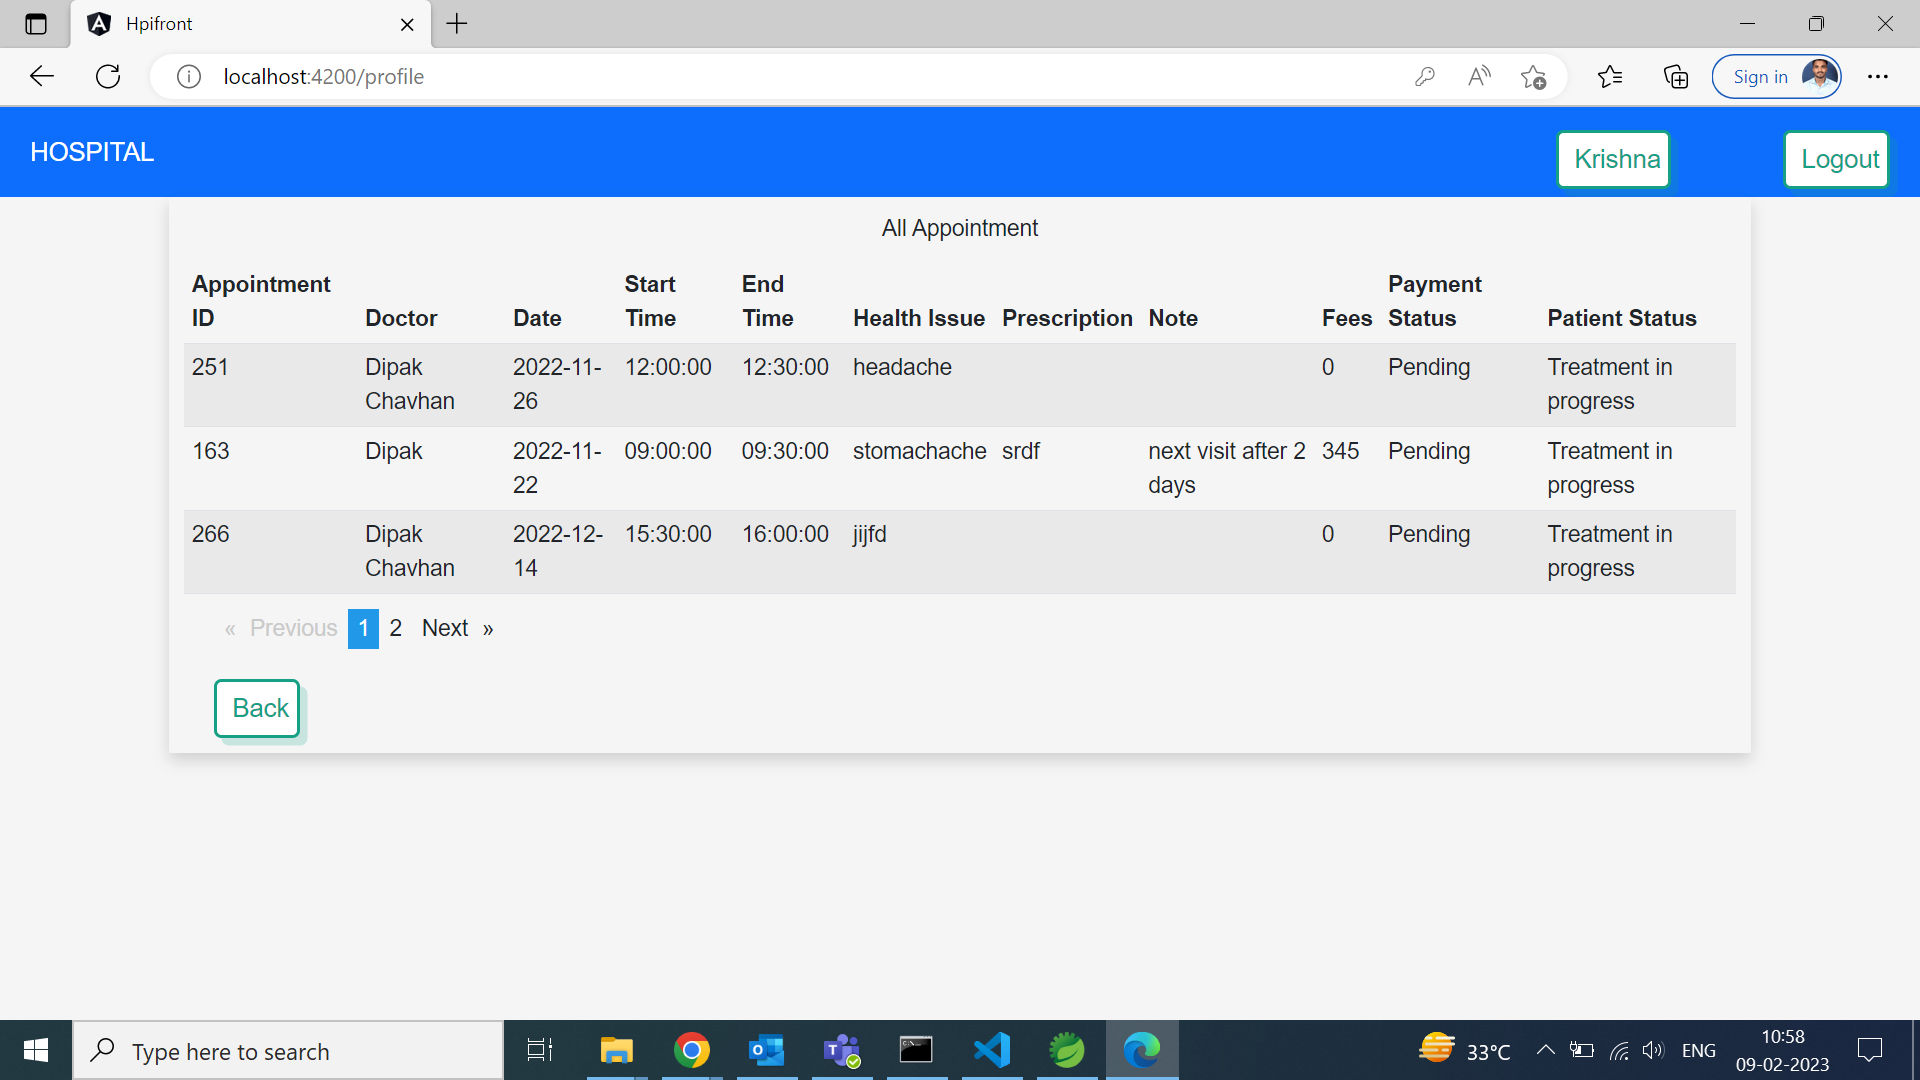 Hpifront
localhost:4200/profile
Sign in
HOSPITAL
Krishna
Logout
All Appointment
Appointment ID Doctor Date Start Time End Time Health Issue Prescription Note Fees Payment Status Patient Status
251 Dipak Chavhan 2022-11-26 12:00:00 12:30:00 headache 0 Pending Treatment in progress
163 Dipak 2022-11-22 09:00:00 09:30:00 stomachache srdf next visit after 2 days 345 Pending Treatment in progress
266 Dipak Chavhan 2022-12-14 15:30:00 16:00:00 jijfd 0 Pending Treatment in progress
« Previous 1 2 Next »
Back
Type here to search
33°C
ENG
10:58
09-02-2023